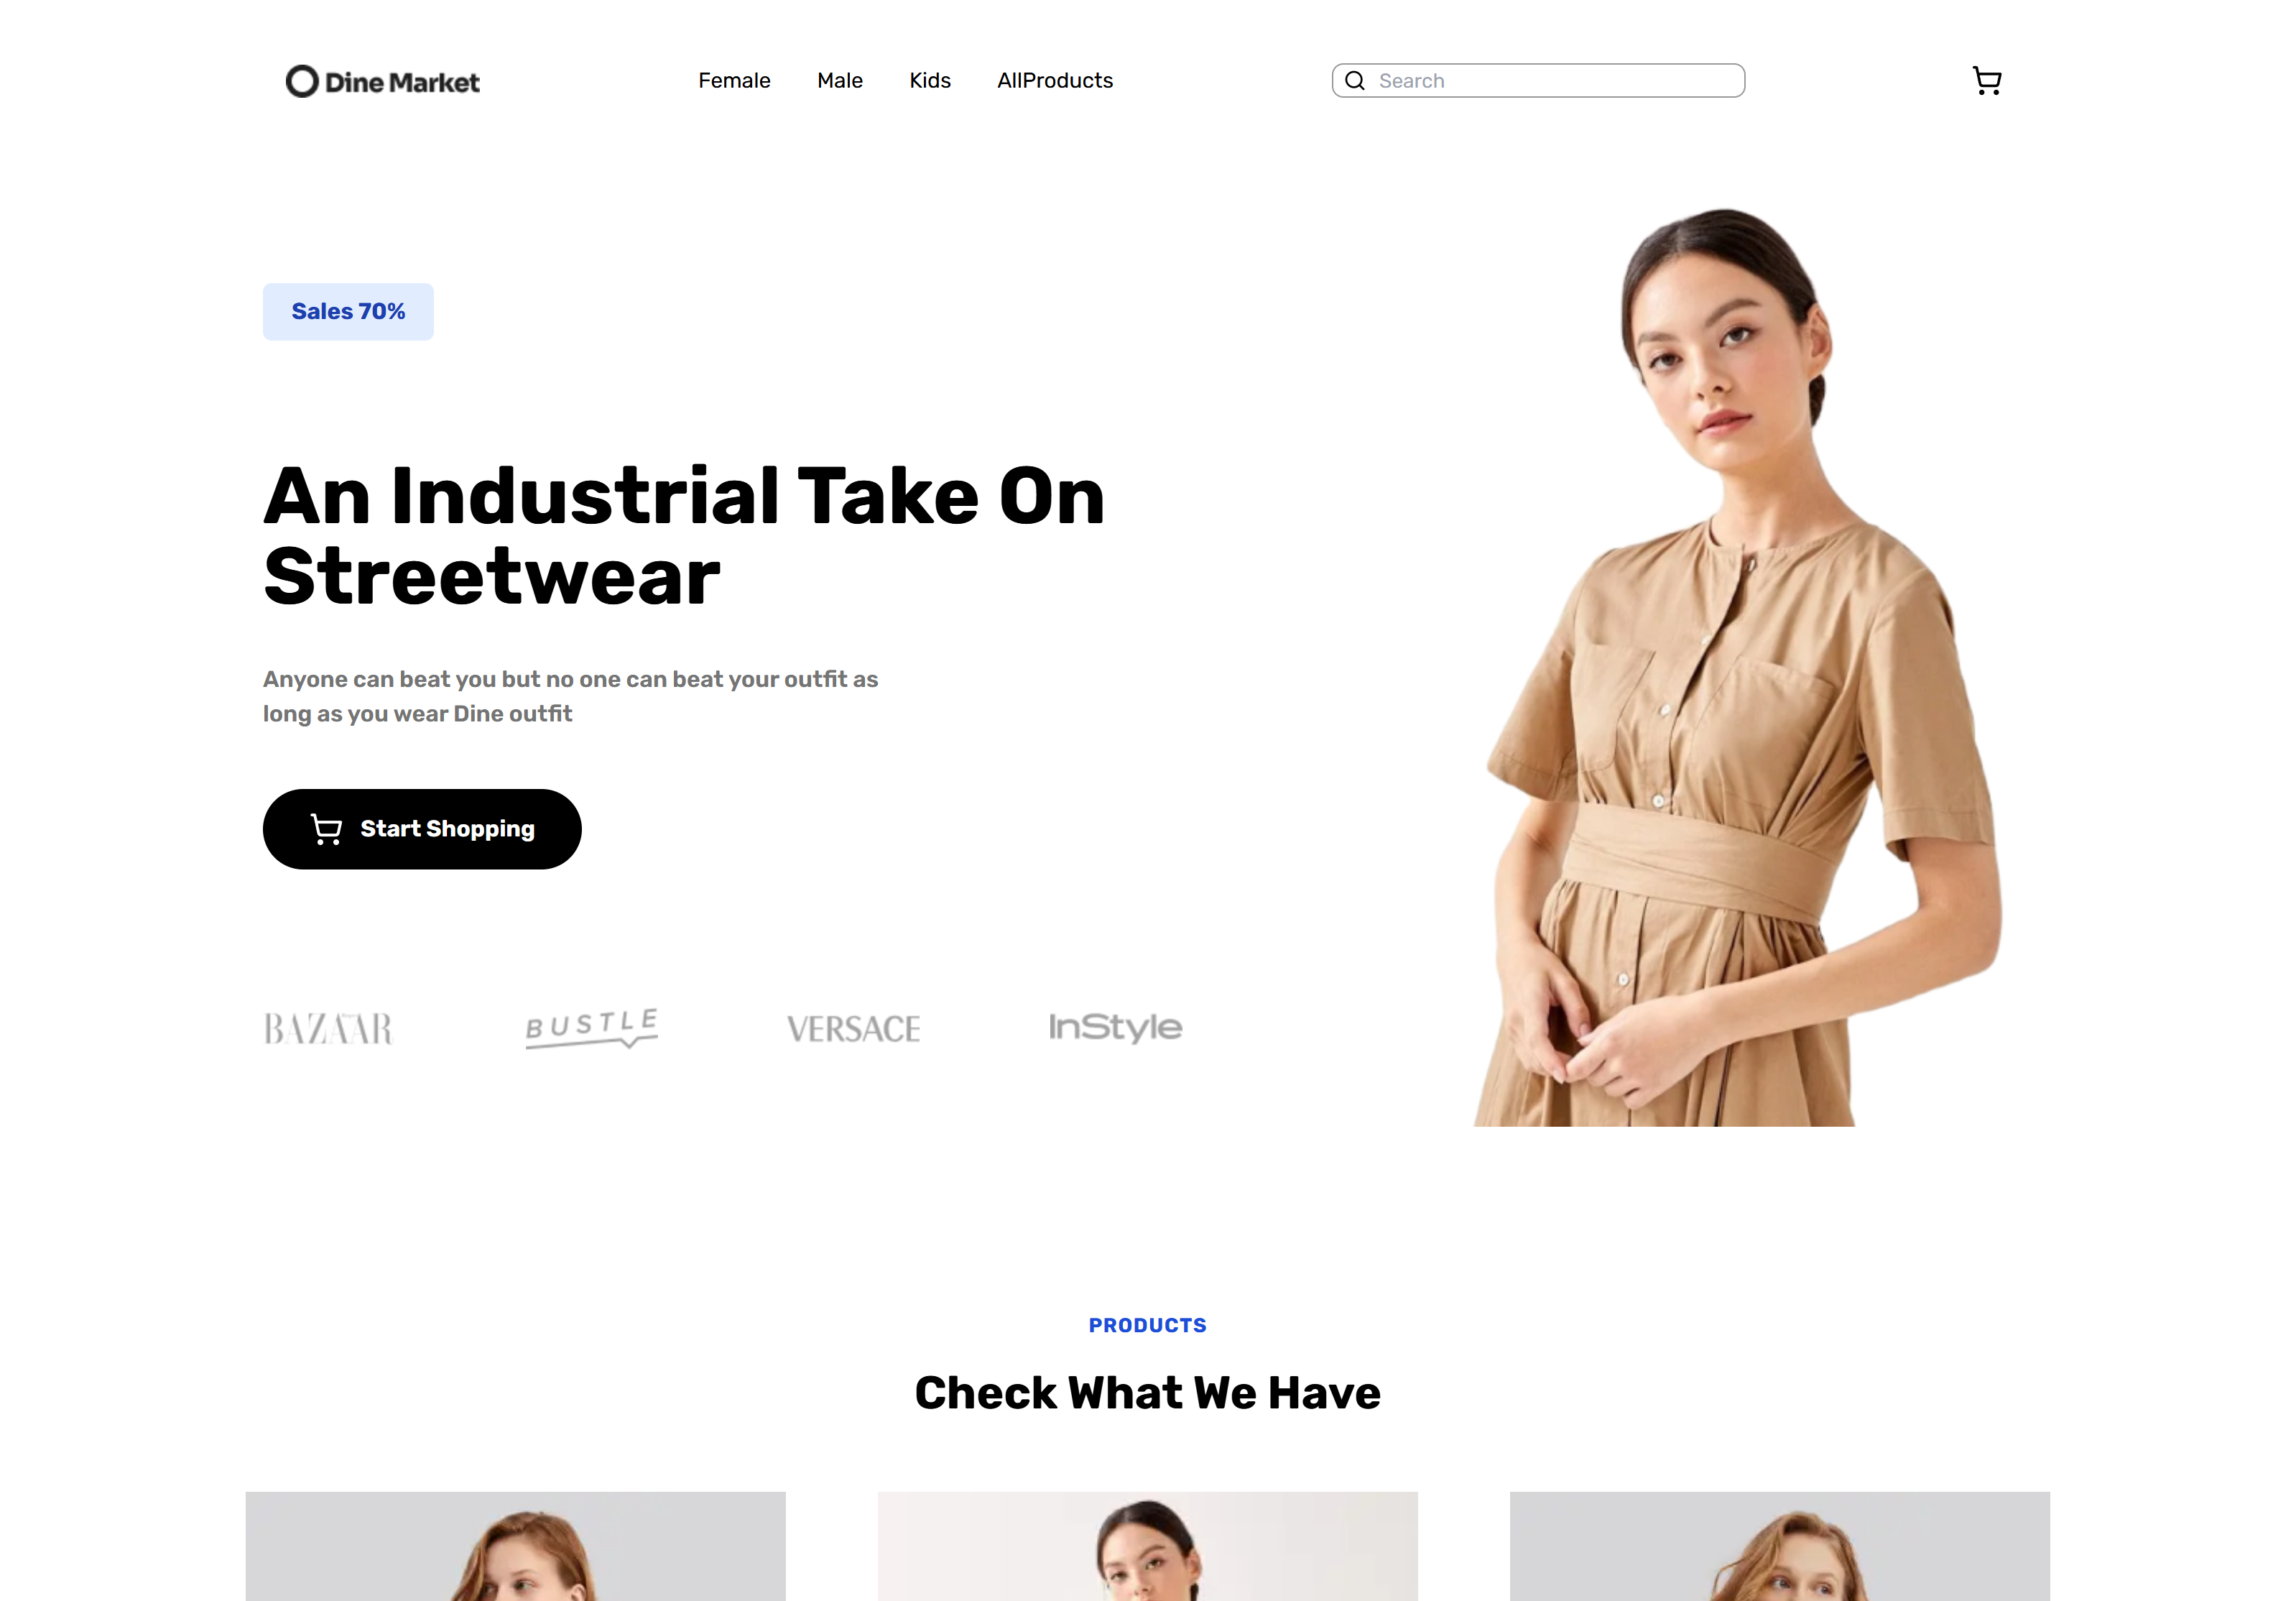 Dine Market
Female Male Kids AllProducts
Search
Sales 70%
An Industrial Take On
Streetwear
Anyone can beat you but no one can beat your outfit as
long as you wear Dine outfit
Start Shopping
BAZAAR BUSTLE VERSACE InStyle
PRODUCTS
Check What We Have